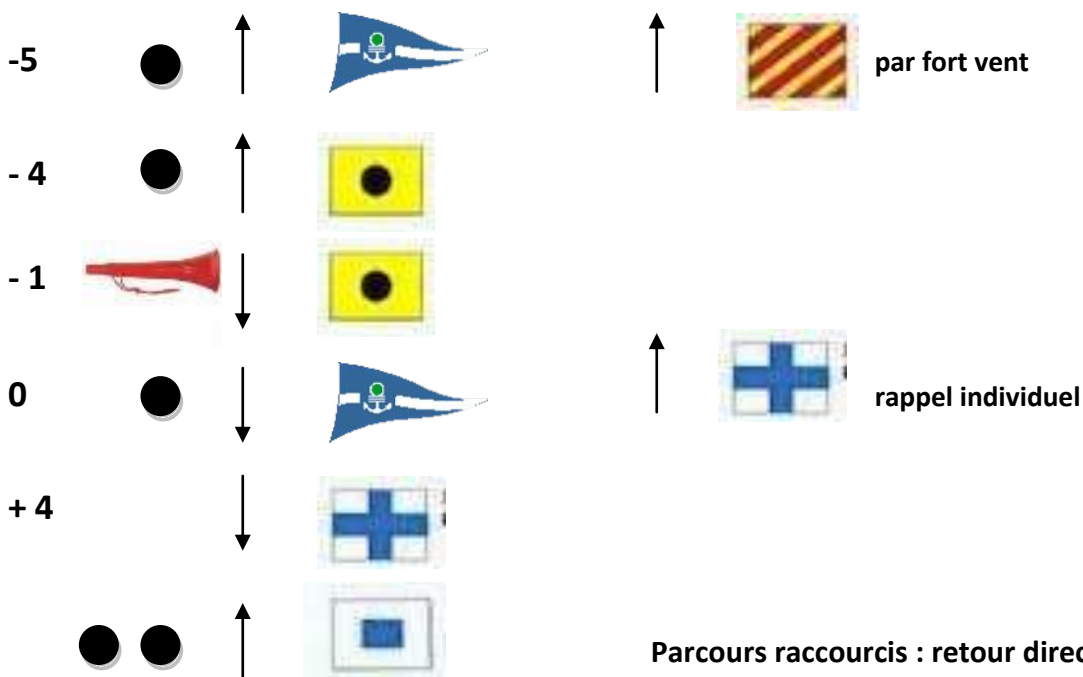 -5 par fort vent
- 4
- 1
0 rappel individuel
+ 4
Parcours raccourcis : retour direc